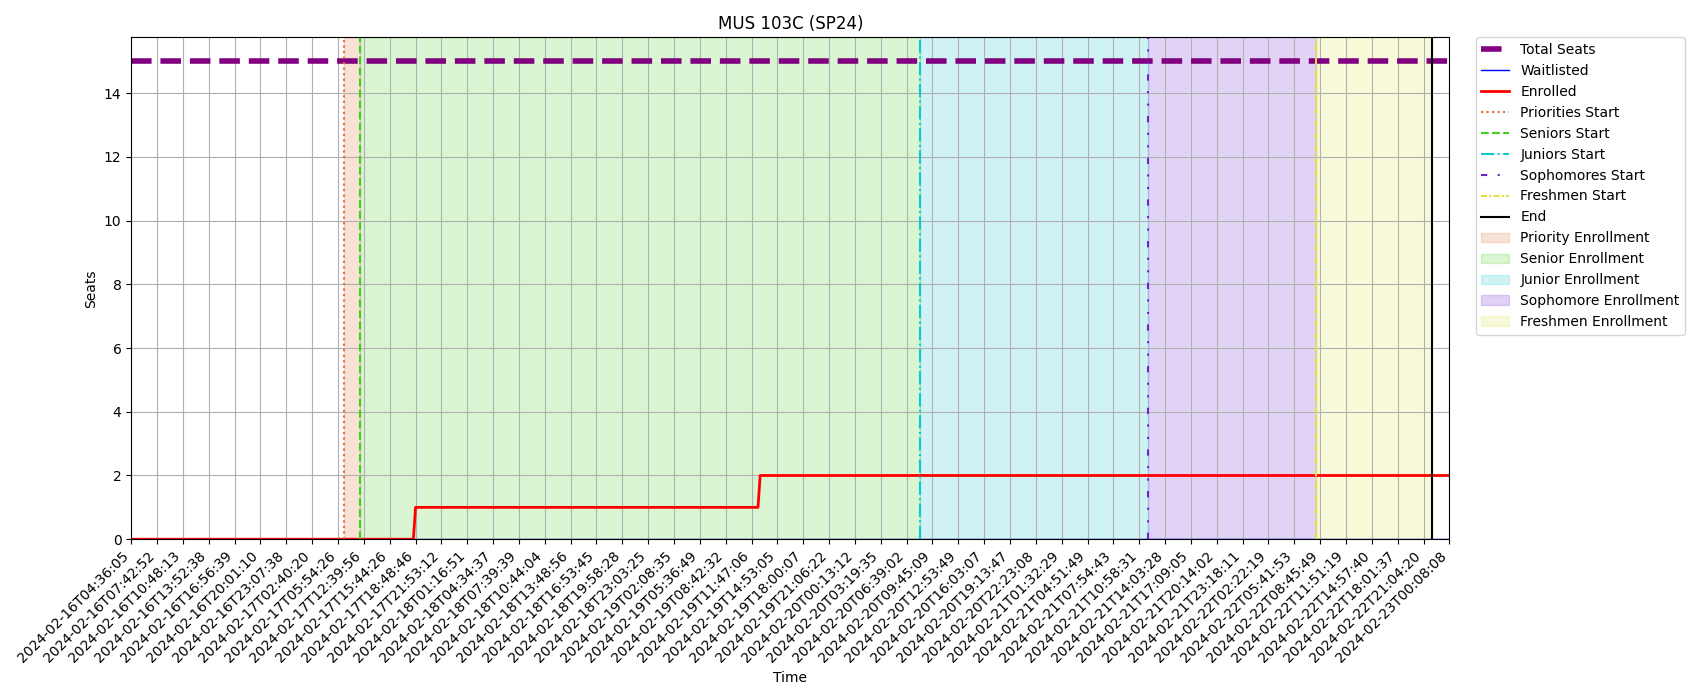 MUS 103C (SP24)
Seats
14
12
10
8
6
4
2
0
2024-02-16T04:36:05
2024-02-16T07:42:52
2024-02-16T10:48:13
2024-02-16T13:52:38
2024-02-16T16:56:39
2024-02-16T20:01:10
2024-02-16T23:07:38
2024-02-17T02:40:20
2024-02-17T05:54:26
2024-02-17T12:39:56
2024-02-17T15:44:26
2024-02-17T18:48:46
2024-02-17T21:53:12
2024-02-18T01:16:51
2024-02-18T04:34:37
2024-02-18T07:39:39
2024-02-18T10:44:04
2024-02-18T13:48:56
2024-02-18T16:53:45
2024-02-18T19:58:28
2024-02-18T23:03:25
2024-02-19T02:08:35
2024-02-19T05:36:49
2024-02-19T08:42:32
2024-02-19T11:47:06
2024-02-19T14:53:05
2024-02-19T18:00:07
2024-02-19T21:06:22
2024-02-20T00:13:12
2024-02-20T03:19:35
2024-02-20T06:39:02
2024-02-20T09:45:09
2024-02-20T12:53:49
2024-02-20T16:03:07
2024-02-20T19:13:47
2024-02-20T22:23:08
2024-02-21T01:32:29
2024-02-21T04:51:49
2024-02-21T07:54:43
2024-02-21T10:58:31
2024-02-21T14:03:28
2024-02-21T17:09:05
2024-02-21T20:14:02
2024-02-21T23:18:11
2024-02-22T02:22:19
2024-02-22T05:41:53
2024-02-22T08:45:49
2024-02-22T11:51:19
2024-02-22T14:57:40
2024-02-22T18:01:37
2024-02-22T21:04:20
2024-02-23T00:08:08
Time
Total Seats
Waitlisted
Enrolled
Priorities Start
Seniors Start
Juniors Start
Sophomores Start
Freshmen Start
End
Priority Enrollment
Senior Enrollment
Junior Enrollment
Sophomore Enrollment
Freshmen Enrollment